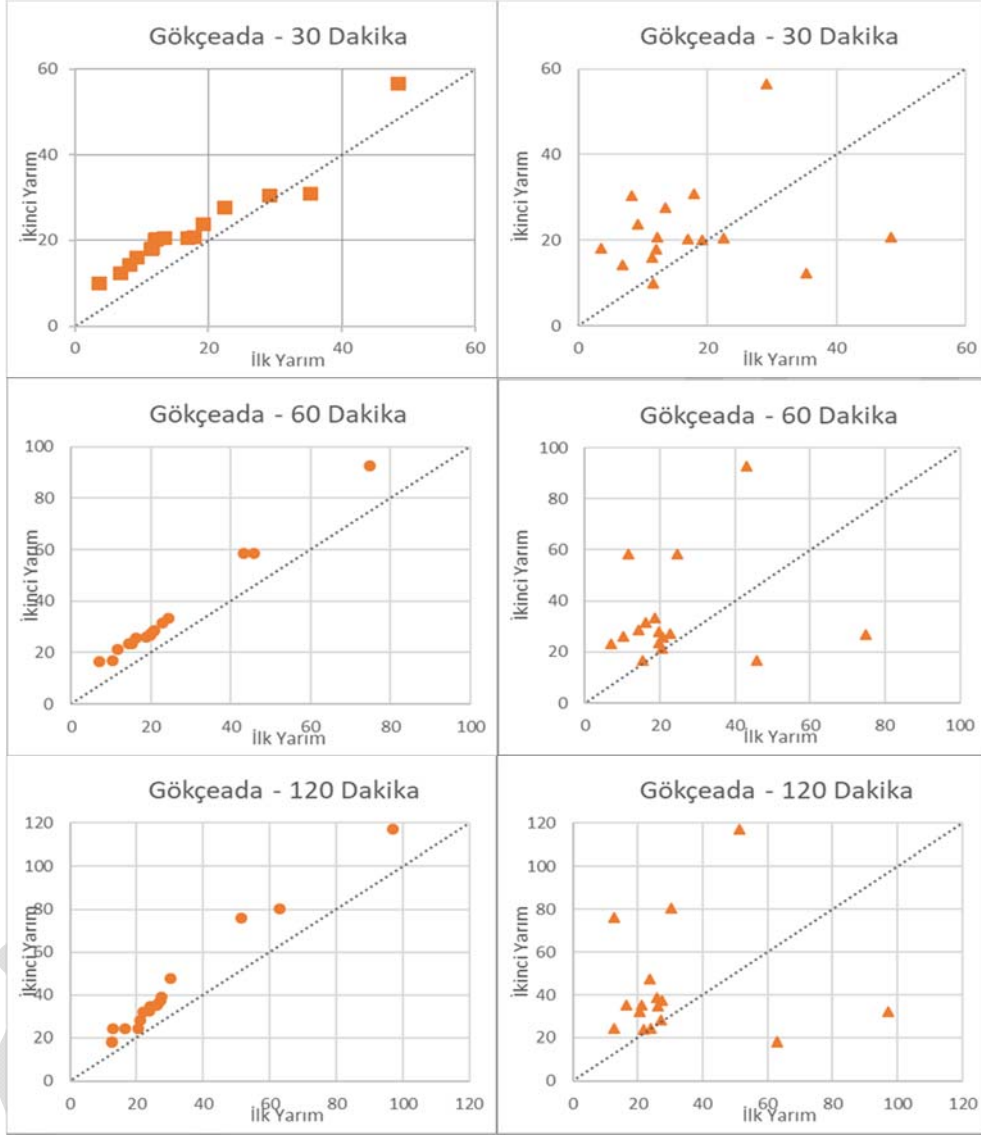 Gökçeada - 30 Dakika
60
40
20
0
İkinci Yarım
0 20 40 60
İlk Yarım
Gökçeada - 30 Dakika
60
40
20
0
İkinci Yarım
0 20 40 60
İlk Yarım
Gökçeada - 60 Dakika
100
80
60
40
20
0
İkinci Yarım
0 20 40 60 80 100
İlk Yarım
Gökçeada - 60 Dakika
100
80
60
40
20
0
İkinci Yarım
0 20 40 60 80 100
İlk Yarım
Gökçeada - 120 Dakika
120
100
80
60
40
20
0
İkinci Yarım
0 20 40 60 80 100 120
İlk Yarım
Gökçeada - 120 Dakika
120
100
80
60
40
20
0
İkinci Yarım
0 20 40 60 80 100 120
İlk Yarım